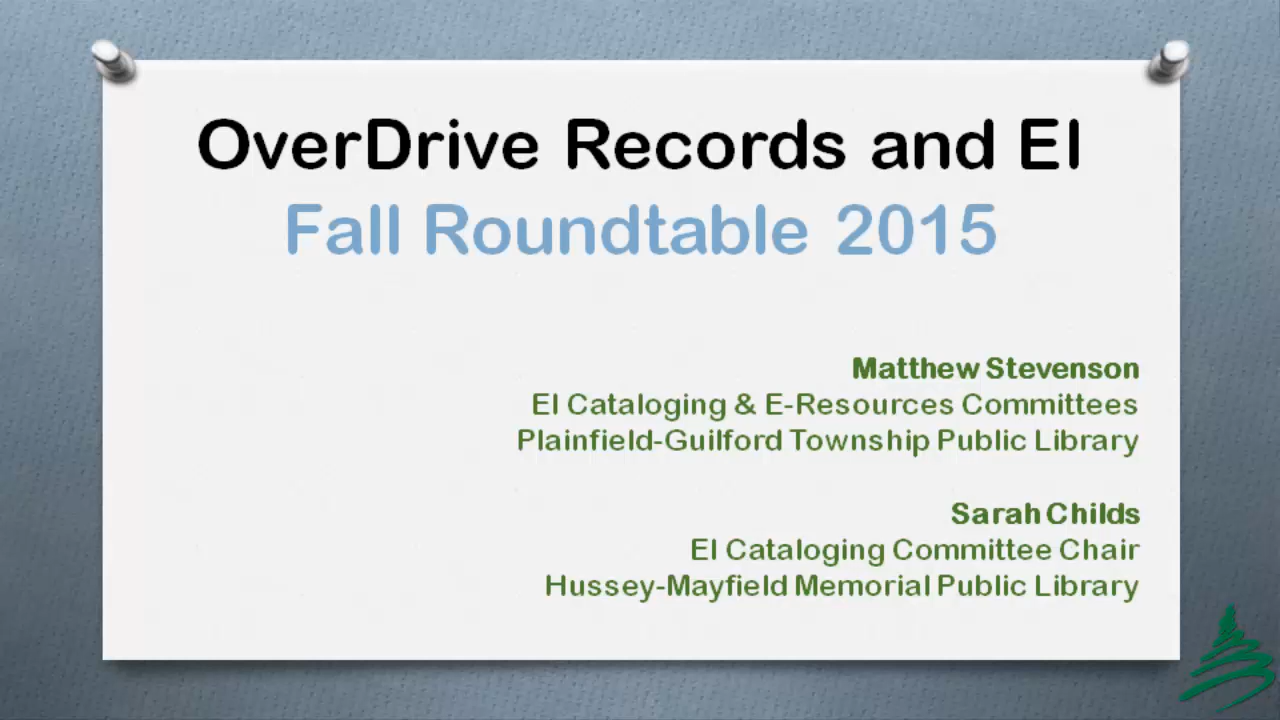 OverDrive Records and EI
Fall Roundtable 2015
Matthew Stevenson
EI Cataloging & E-Resources Committees
Plainfield-Guilford Township Public Library
Sarah Childs
EI Cataloging Committee Chair
Hussey-Mayfield Memorial Public Library